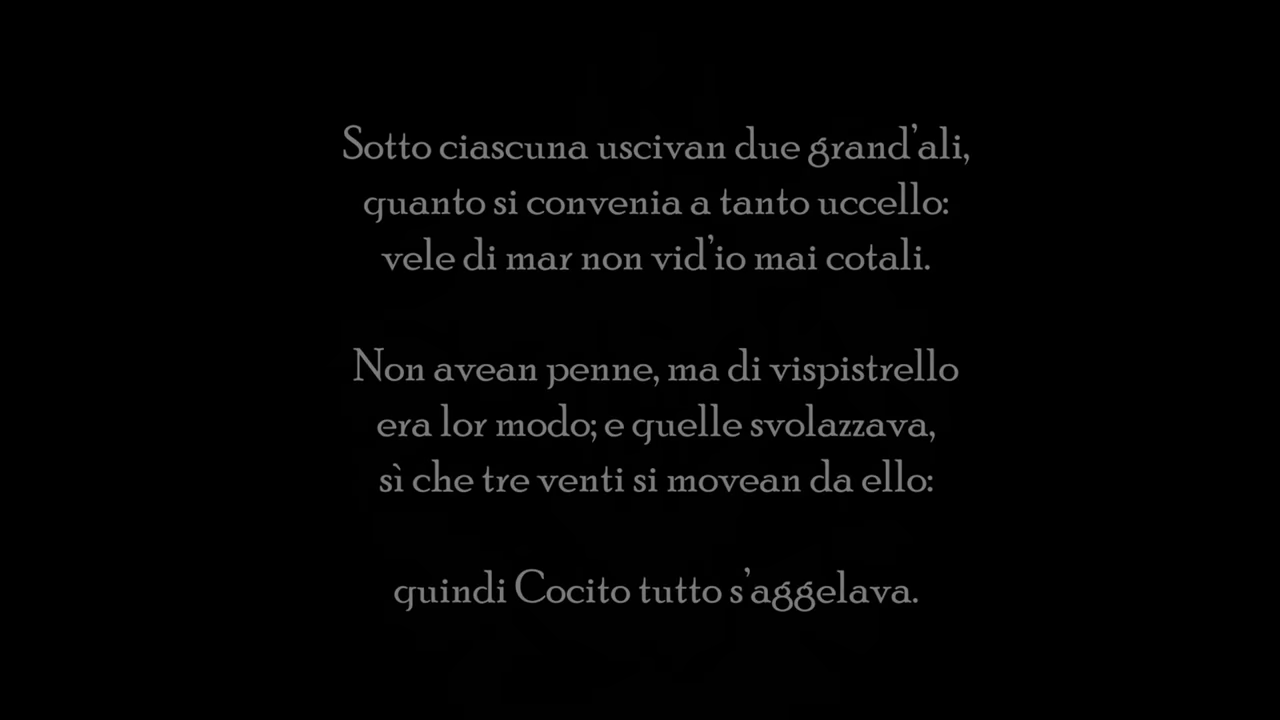 Sotto ciascuna uscivan due grand’ali,
quanto si convenia a tanto uccello:
vele di mar non vid’io mai cotali.
Non avean penne, ma di vispistrello
era lor modo; e quelle svolazzava,
sì che tre venti si movean da ello:
quindi Cocito tutto s’aggelava.